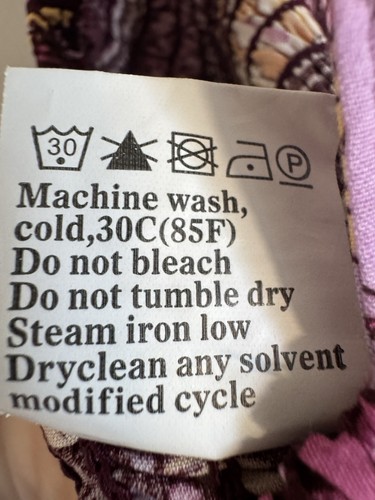 30 P
Machine wash,
cold,30C(85F)
Do not bleach
Do not tumble dry
Steam iron low
Dryclean any solvent
modified cycle